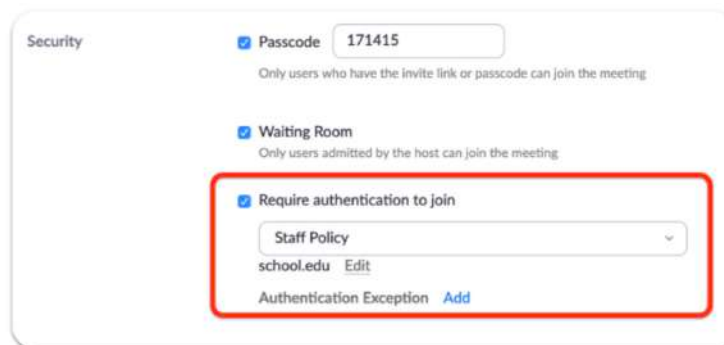 Security
Passcode 171415
Only users who have the invite link or passcode can join the meeting
Waiting Room
Only users admitted by the host can join the meeting
Require authentication to join
Staff Policy
school.edu Edit
Authentication Exception Add